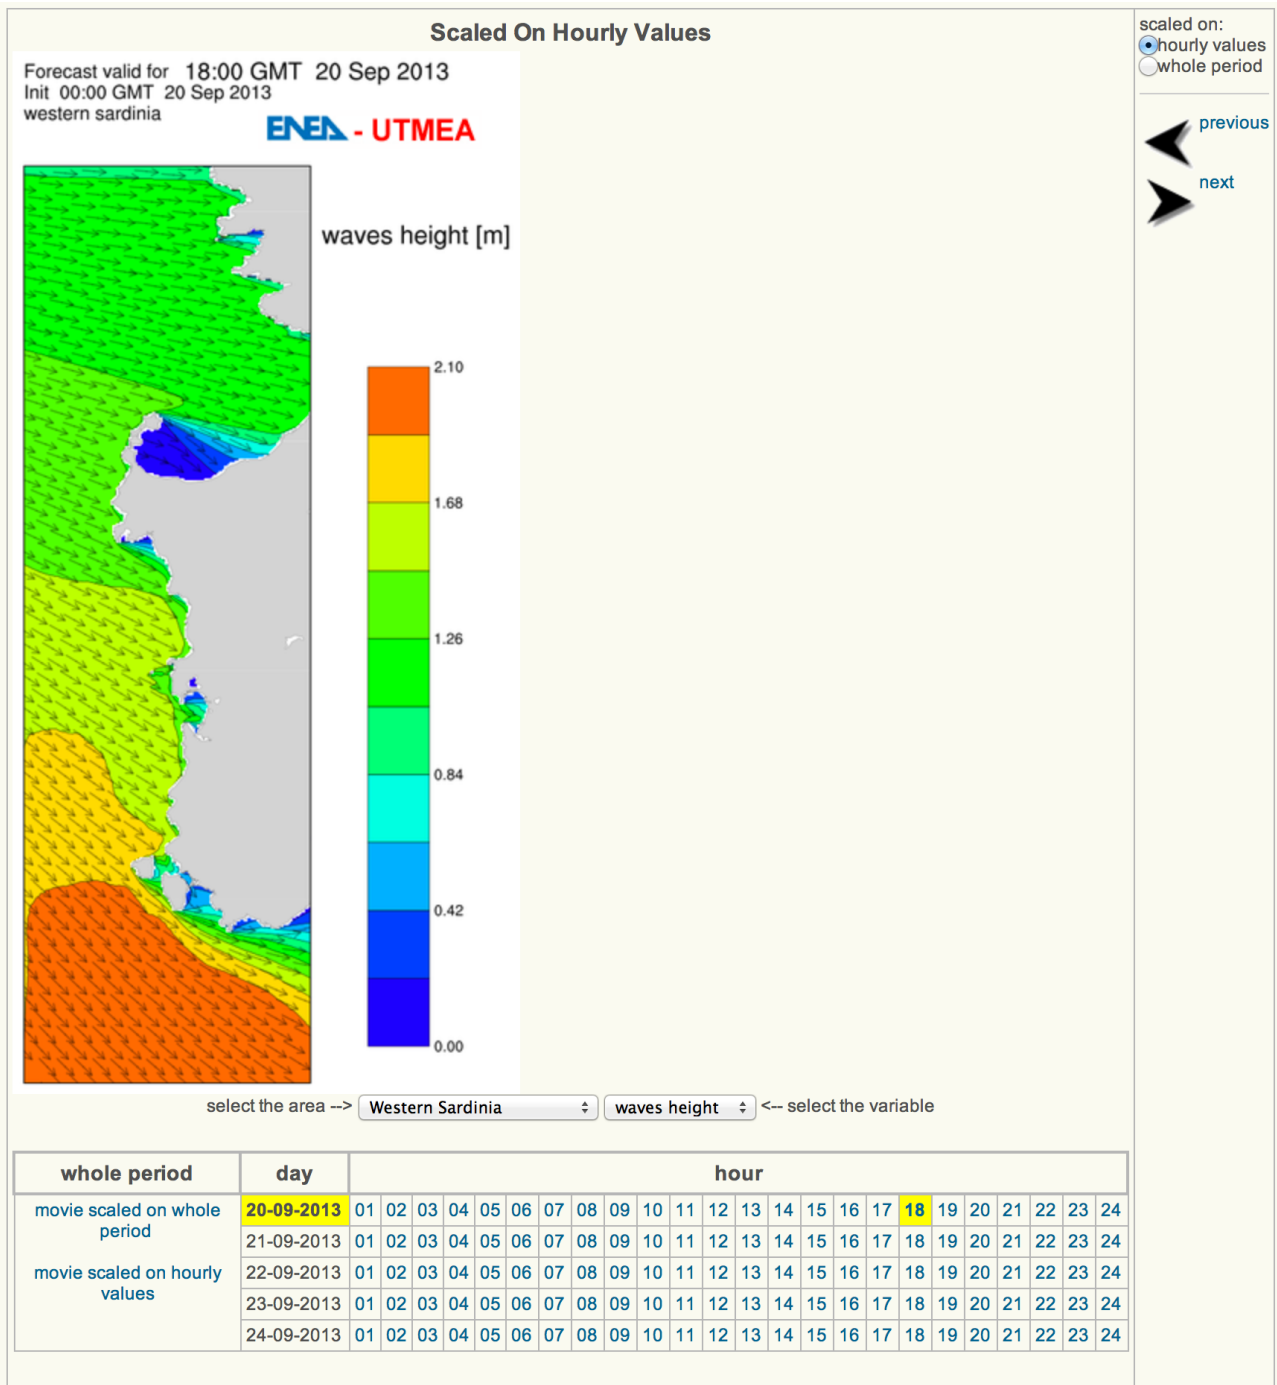 Scaled On Hourly Values
scaled on:
hourly values
whole period
previous
next
Forecast valid for 18:00 GMT 20 Sep 2013
Init 00:00 GMT 20 Sep 2013
western sardinia
ENEA - UTMEA
waves height [m]
2.10
1.68
1.26
0.84
0.42
0.00
select the area --> Western Sardinia waves height <-- select the variable
whole period day hour
movie scaled on whole period
movie scaled on hourly values
20-09-2013 01 02 03 04 05 06 07 08 09 10 11 12 13 14 15 16 17 18 19 20 21 22 23 24
21-09-2013 01 02 03 04 05 06 07 08 09 10 11 12 13 14 15 16 17 18 19 20 21 22 23 24
22-09-2013 01 02 03 04 05 06 07 08 09 10 11 12 13 14 15 16 17 18 19 20 21 22 23 24
23-09-2013 01 02 03 04 05 06 07 08 09 10 11 12 13 14 15 16 17 18 19 20 21 22 23 24
24-09-2013 01 02 03 04 05 06 07 08 09 10 11 12 13 14 15 16 17 18 19 20 21 22 23 24